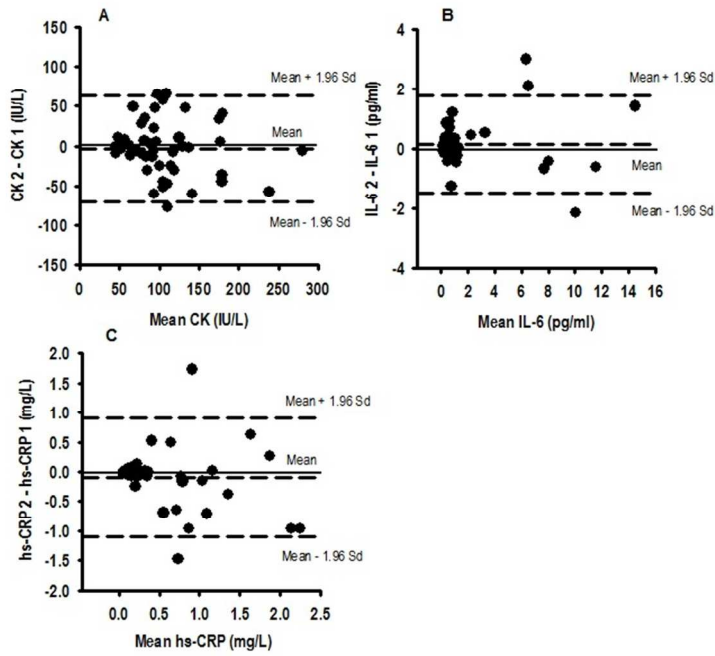 A
CK 2 - CK 1 (IU/L)
150
100
50
0
-50
-100
-150
Mean + 1.96 Sd
Mean
Mean - 1.96 Sd
0 50 100 150 200 250 300
Mean CK (IU/L)
B
IL-6 2 - IL-6 1 (pg/ml)
4
2
0
-2
-4
Mean + 1.96 Sd
Mean
Mean - 1.96 Sd
0 2 4 6 8 10 12 14 16
Mean IL-6 (pg/ml)
C
hs-CRP 2 - hs-CRP 1 (mg/L)
2.0
1.5
1.0
0.5
0.0
-0.5
-1.0
-1.5
-2.0
Mean + 1.96 Sd
Mean
Mean - 1.96 Sd
0.0 0.5 1.0 1.5 2.0 2.5
Mean hs-CRP (mg/L)